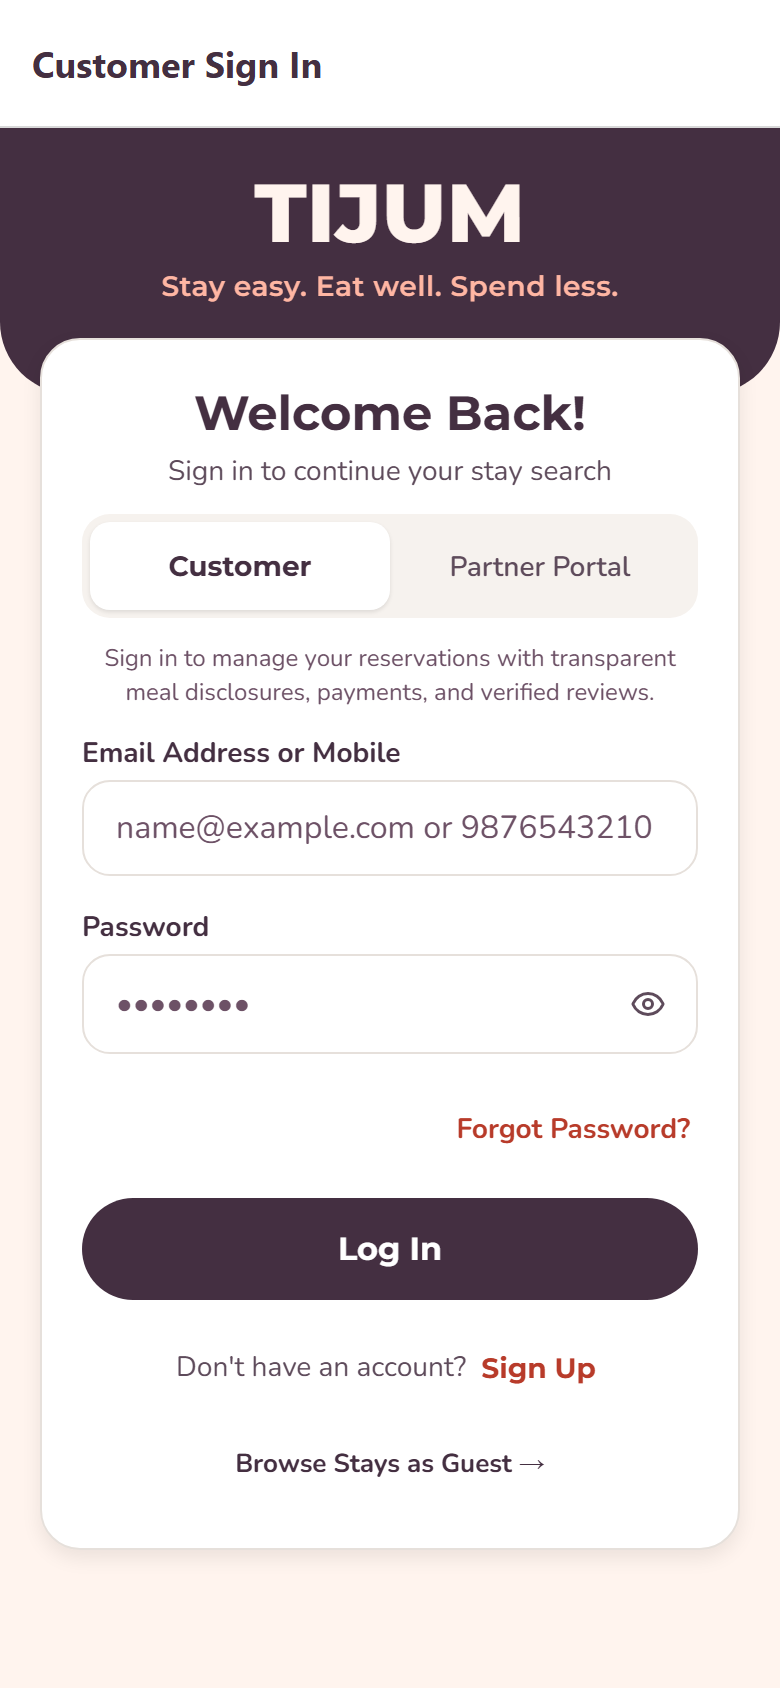 Customer Sign In
TIJUM
Stay easy. Eat well. Spend less.
Welcome Back!
Sign in to continue your stay search
Customer
Partner Portal
Sign in to manage your reservations with transparent
meal disclosures, payments, and verified reviews.
Email Address or Mobile
name@example.com or 9876543210
Password
••••••••
Forgot Password?
Log In
Don't have an account? Sign Up
Browse Stays as Guest →